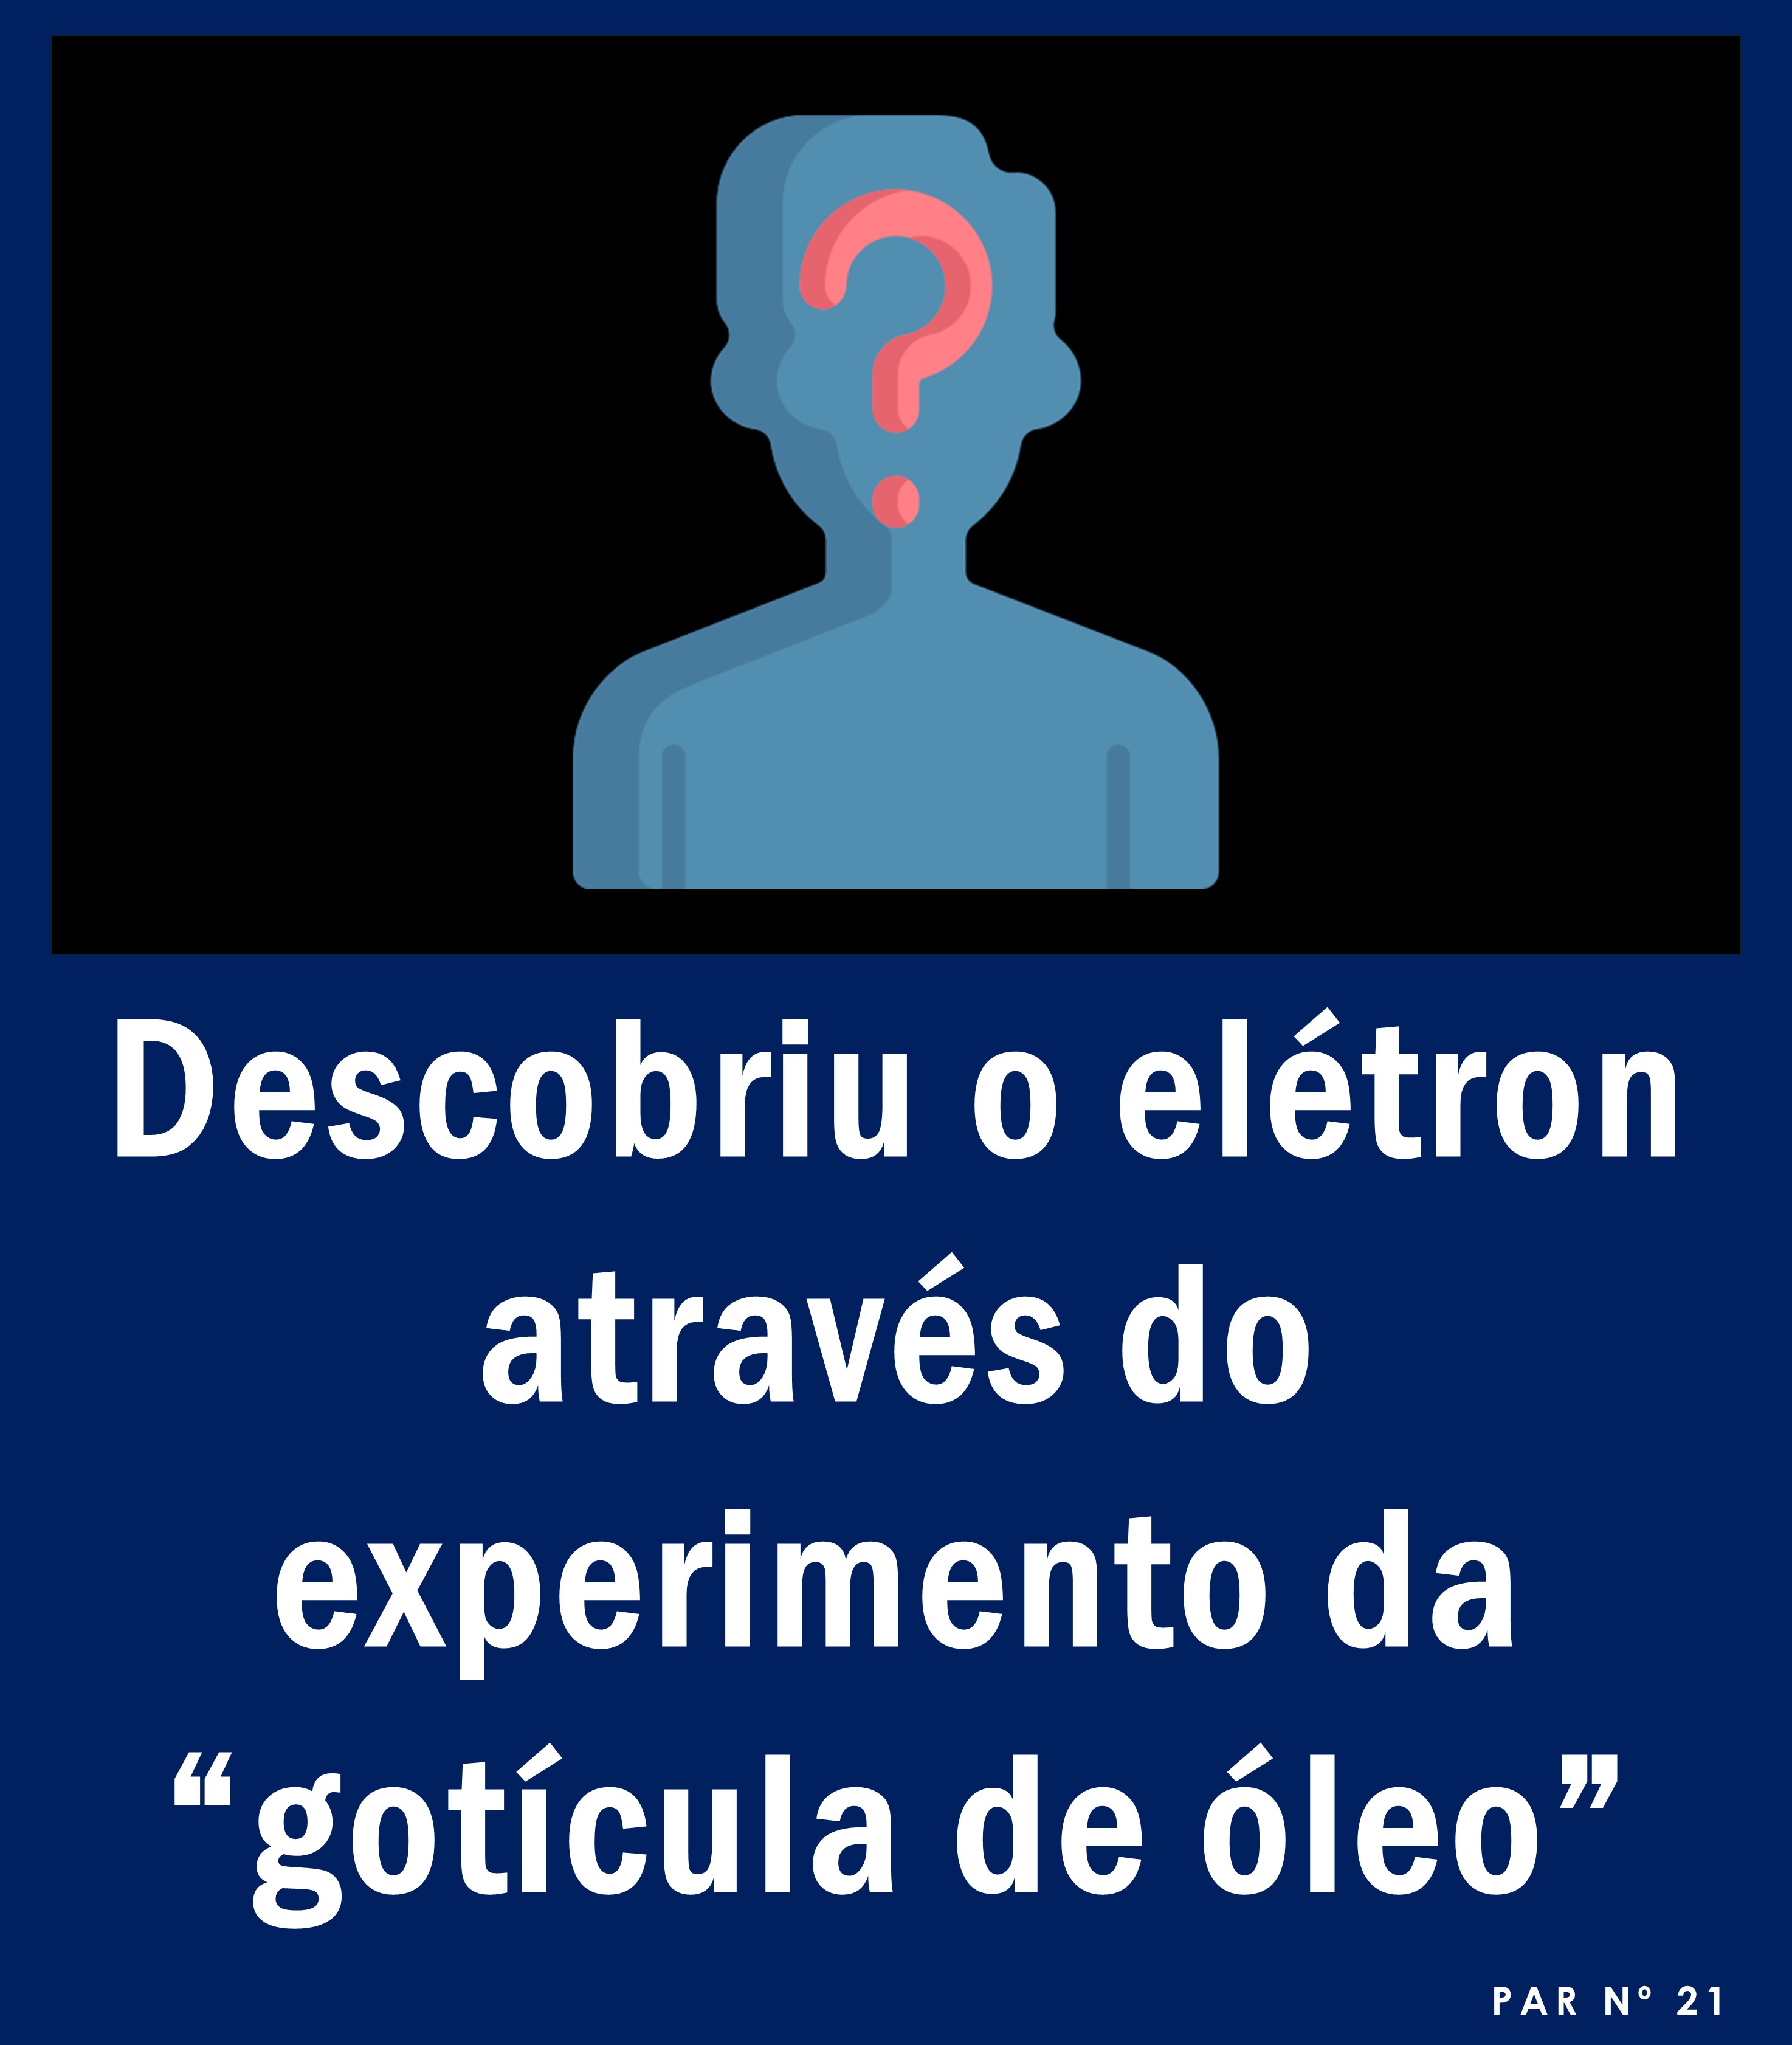 Descobriu o elétron
através do
experimento da
“gotícula de óleo”
PAR Nº 21